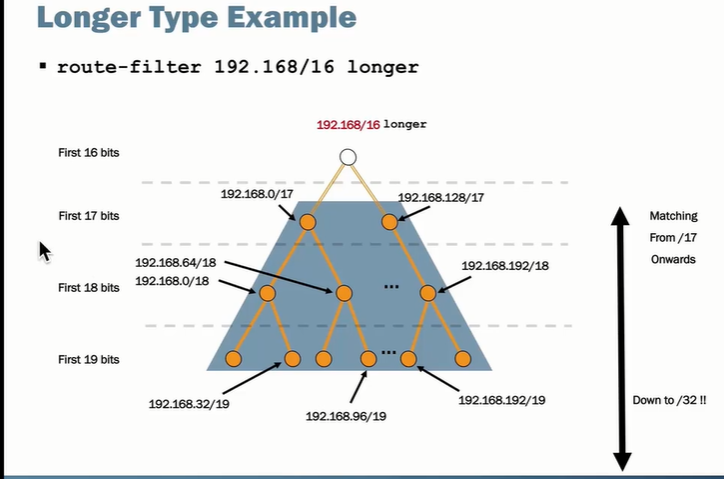 Longer Type Example
▪ route-filter 192.168/16 longer
192.168/16 longer
First 16 bits
192.168.0/17
192.168.128/17
First 17 bits
Matching
From /17
Onwards
192.168.64/18
192.168.0/18
192.168.192/18
...
First 18 bits
...
First 19 bits
192.168.32/19
192.168.96/19
192.168.192/19
Down to /32 !!